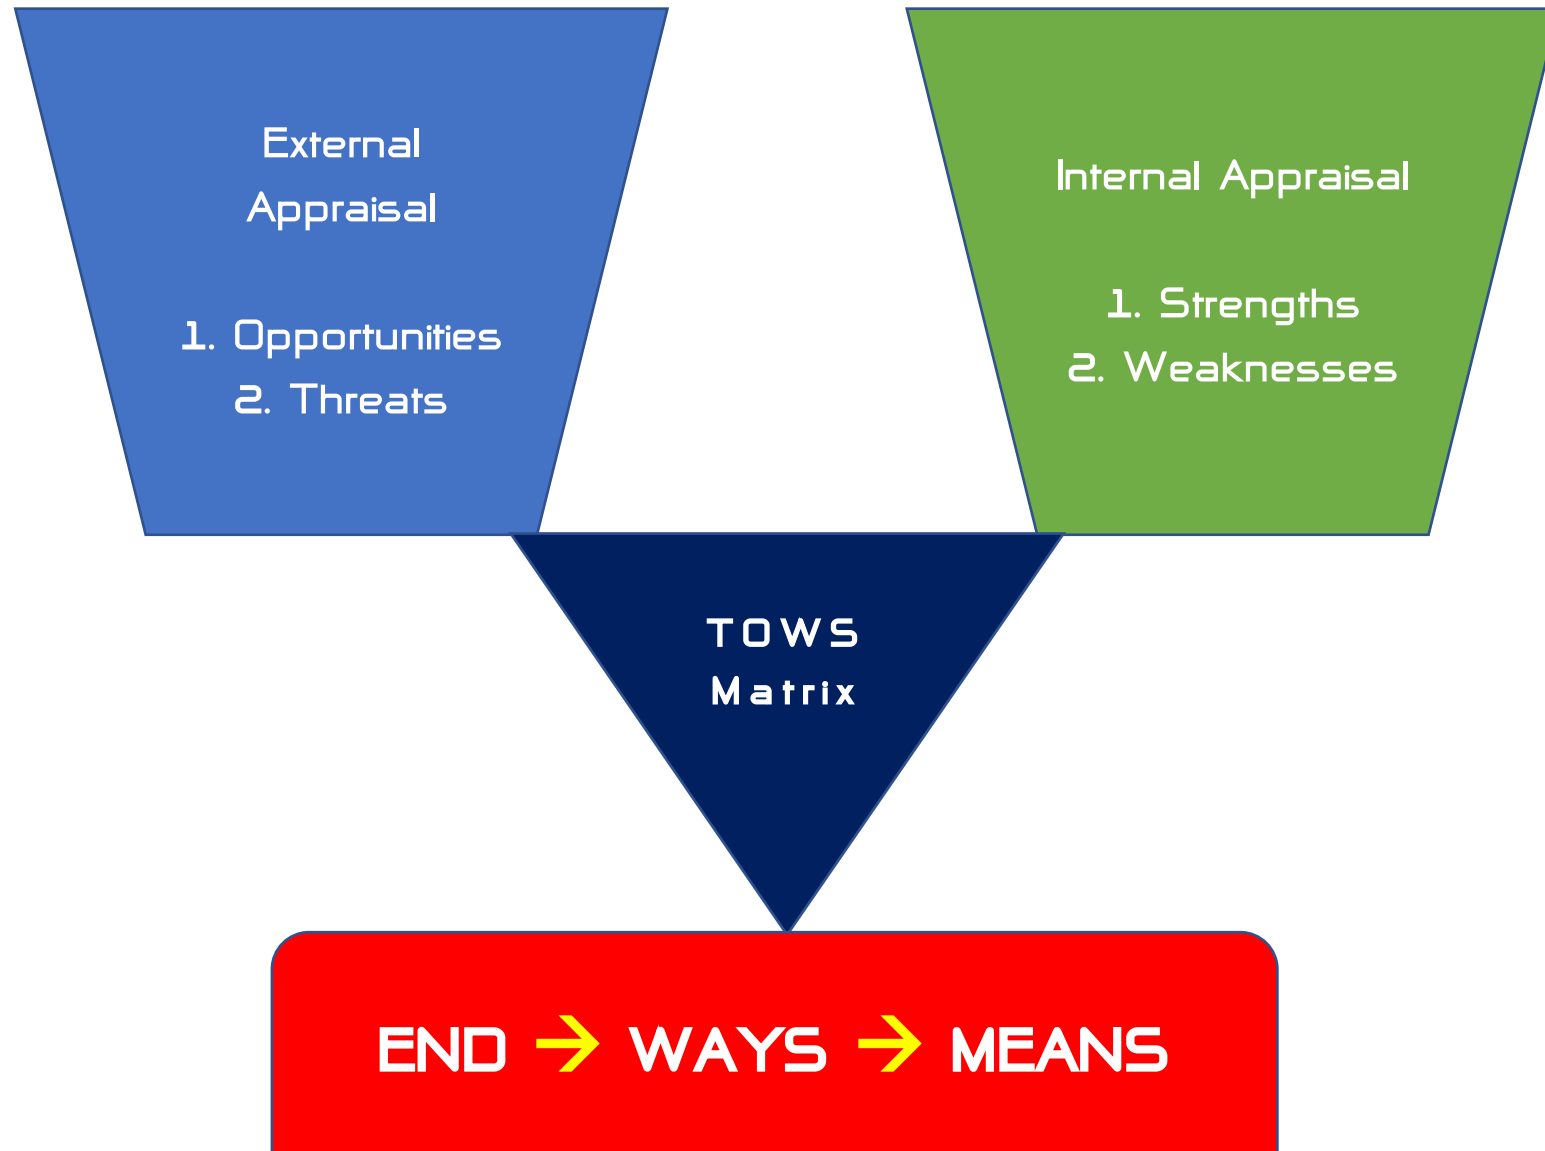 External
Appraisal
1. Opportunities
2. Threats
Internal Appraisal
1. Strengths
2. Weaknesses
TOWS
Matrix
END → WAYS → MEANS